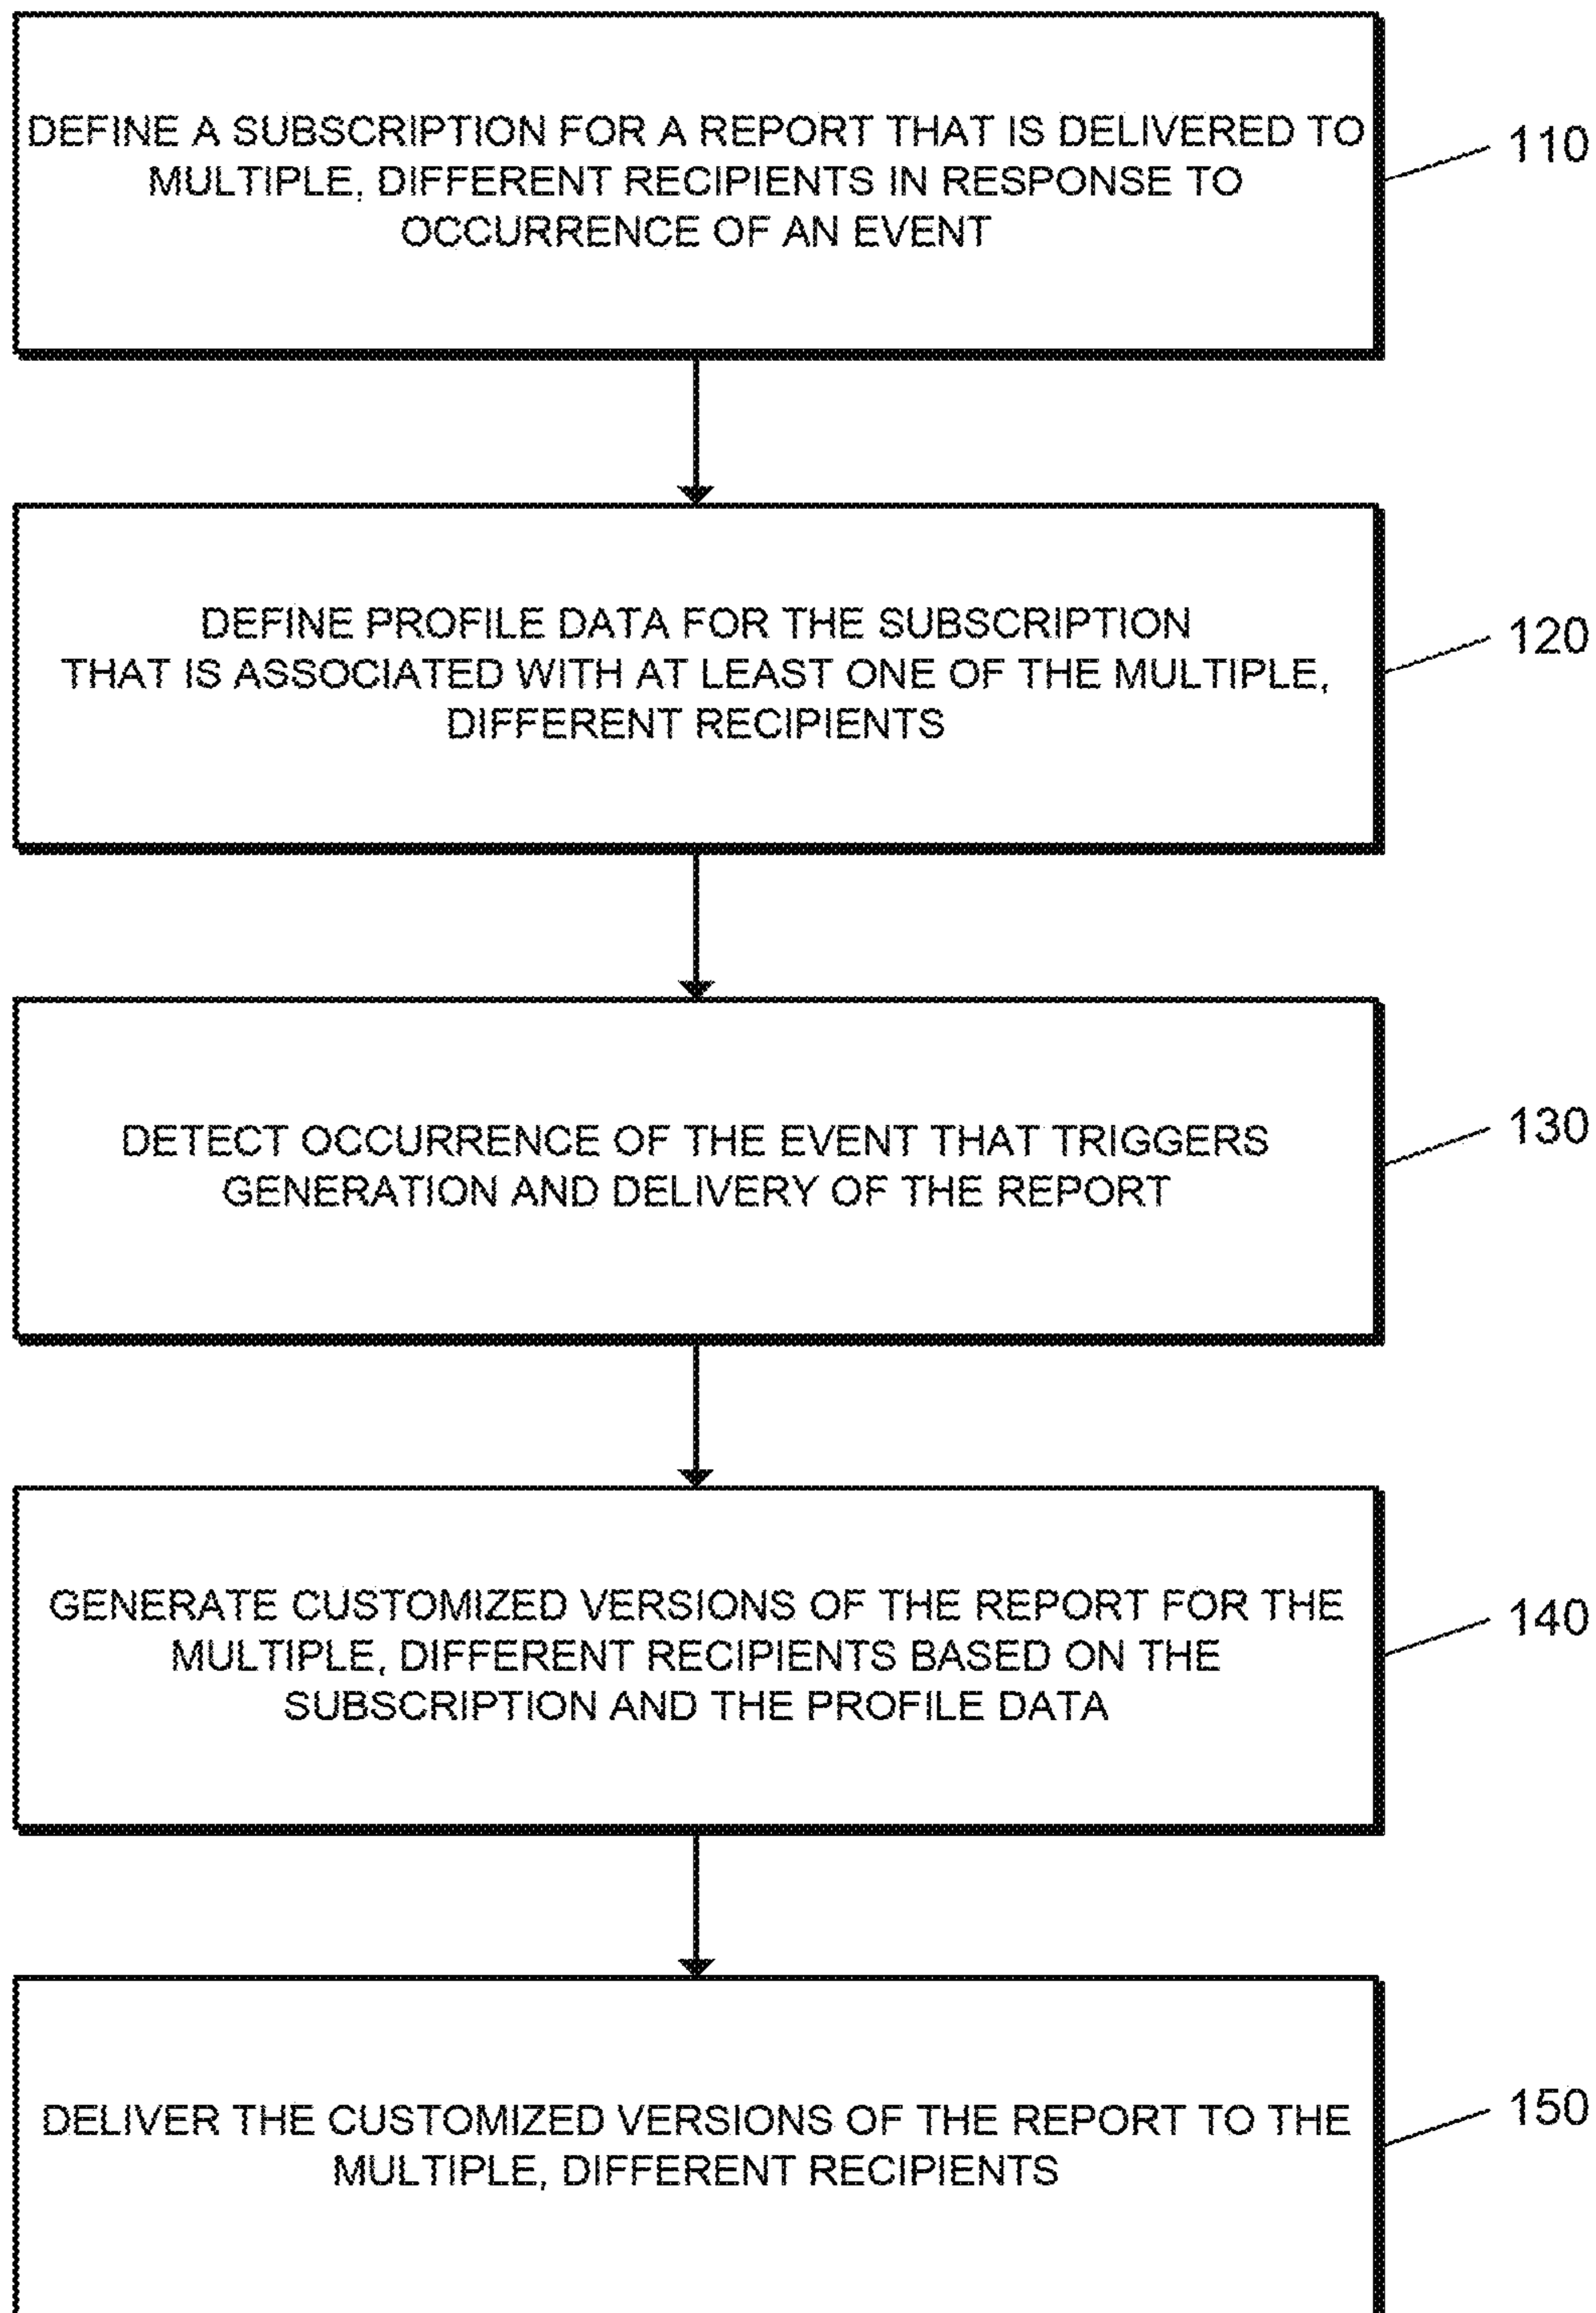 DEFINE A SUBSCRIPTION FOR A REPORT THAT IS DELIVERED TO
MULTIPLE, DIFFERENT RECIPIENTS IN RESPONSE TO
OCCURRENCE OF AN EVENT
110
DEFINE PROFILE DATA FOR THE SUBSCRIPTION
THAT IS ASSOCIATED WITH AT LEAST ONE OF THE MULTIPLE,
DIFFERENT RECIPIENTS
120
DETECT OCCURRENCE OF THE EVENT THAT TRIGGERS
GENERATION AND DELIVERY OF THE REPORT
130
GENERATE CUSTOMIZED VERSIONS OF THE REPORT FOR THE
MULTIPLE, DIFFERENT RECIPIENTS BASED ON THE
SUBSCRIPTION AND THE PROFILE DATA
140
DELIVER THE CUSTOMIZED VERSIONS OF THE REPORT TO THE
MULTIPLE, DIFFERENT RECIPIENTS
150